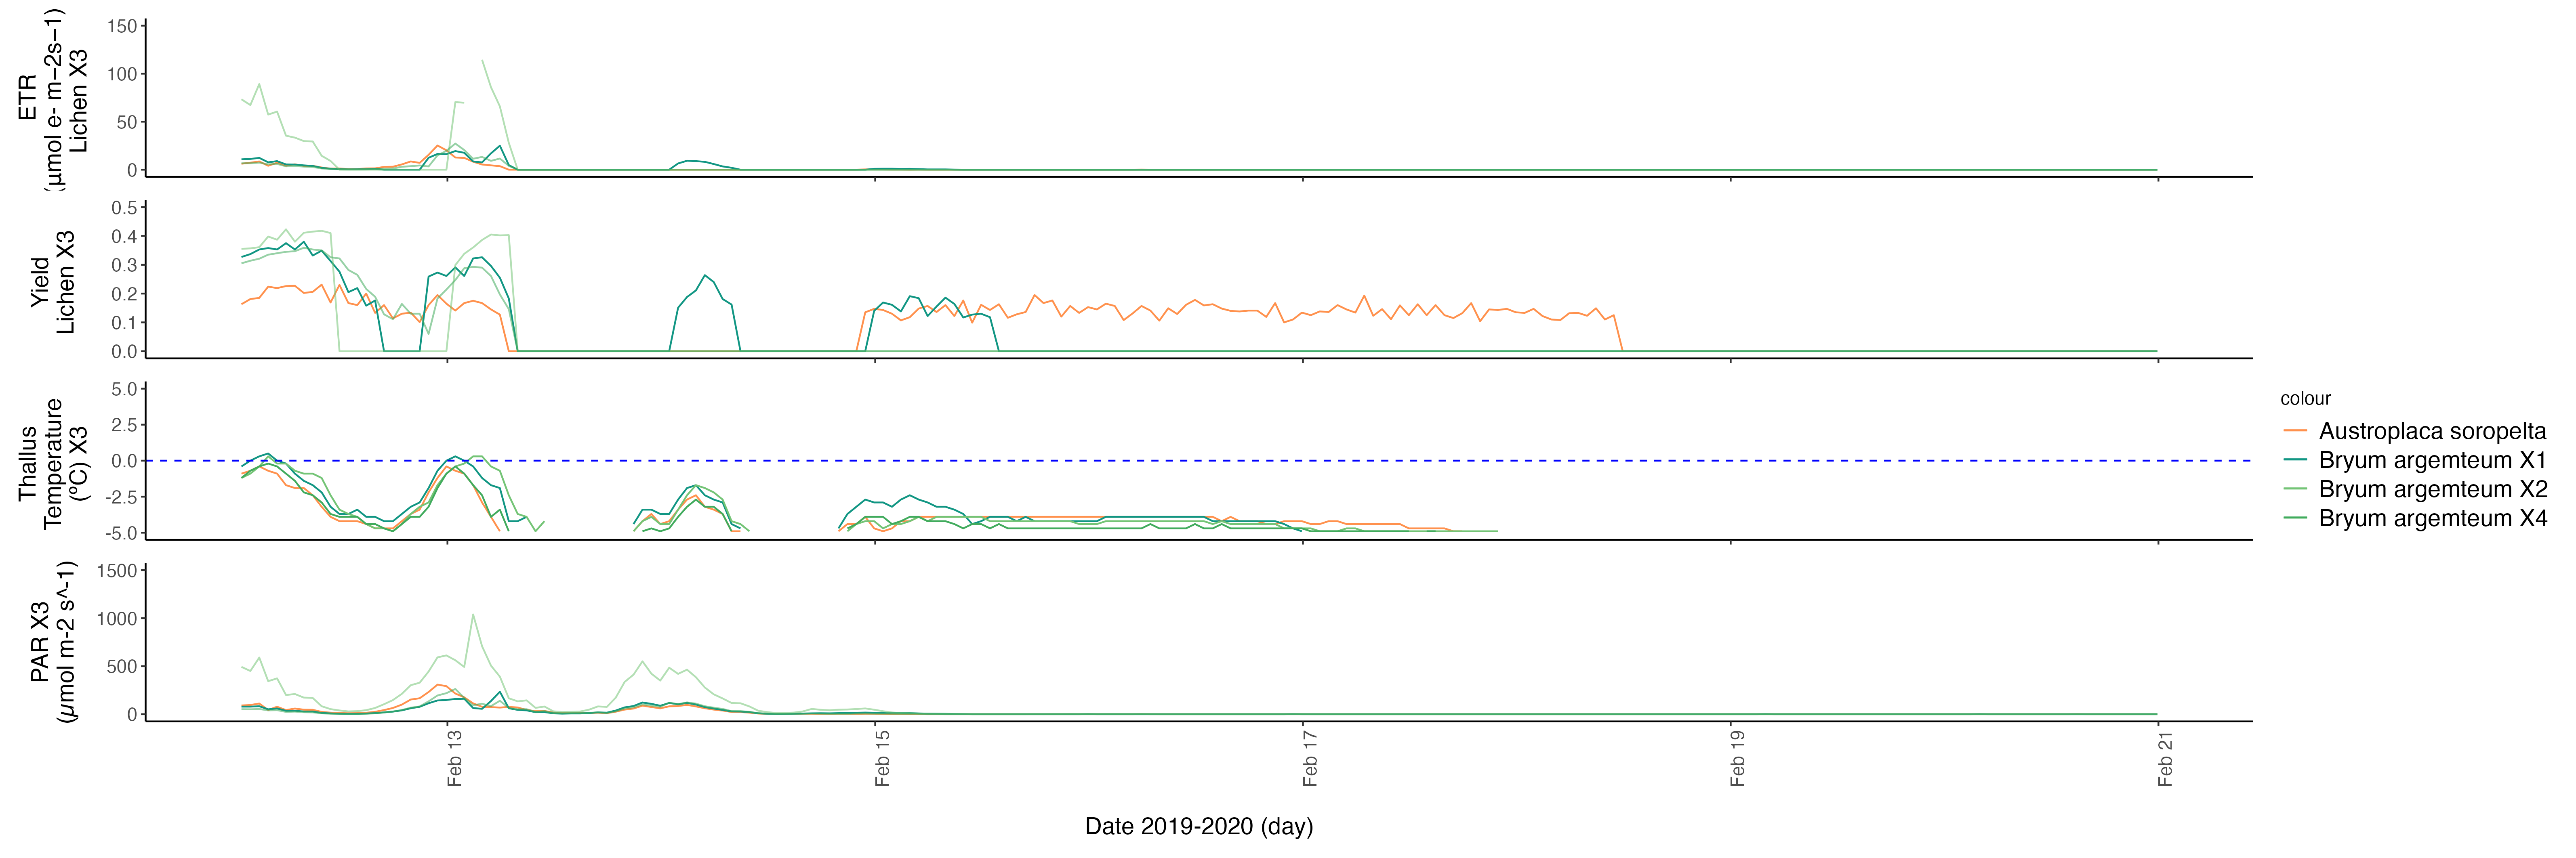 ETR
(µmol e- m−2s−1)
Lichen X3
150
100
50
0
Yield
Lichen X3
0.5
0.4
0.3
0.2
0.1
0.0
Thallus
Temperature
(ºC) X3
5.0
2.5
0.0
-2.5
-5.0
PAR X3
(µmol m-2 s^-1)
1500
1000
500
0
Feb 13
Feb 15
Feb 17
Feb 19
Feb 21
Date 2019-2020 (day)
colour
Austroplaca soropelta
Bryum argemteum X1
Bryum argemteum X2
Bryum argemteum X4